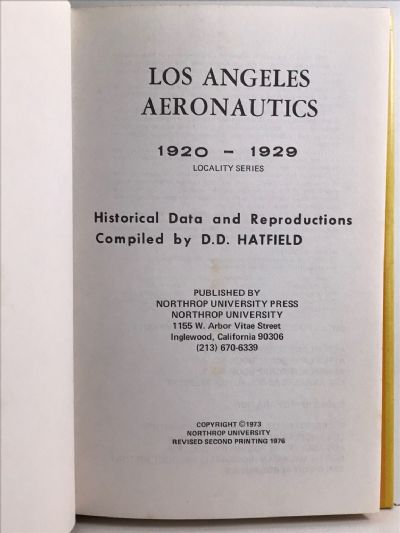 LOS ANGELES
AERONAUTICS
1920 - 1929
LOCALITY SERIES
Historical Data and Reproductions
Compiled by D.D. HATFIELD
PUBLISHED BY
NORTHROP UNIVERSITY PRESS
NORTHROP UNIVERSITY
1155 W. Arbor Vitae Street
Inglewood, California 90306
(213) 670-6339
COPYRIGHT ©1973
NORTHROP UNIVERSITY
REVISED SECOND PRINTING 1976